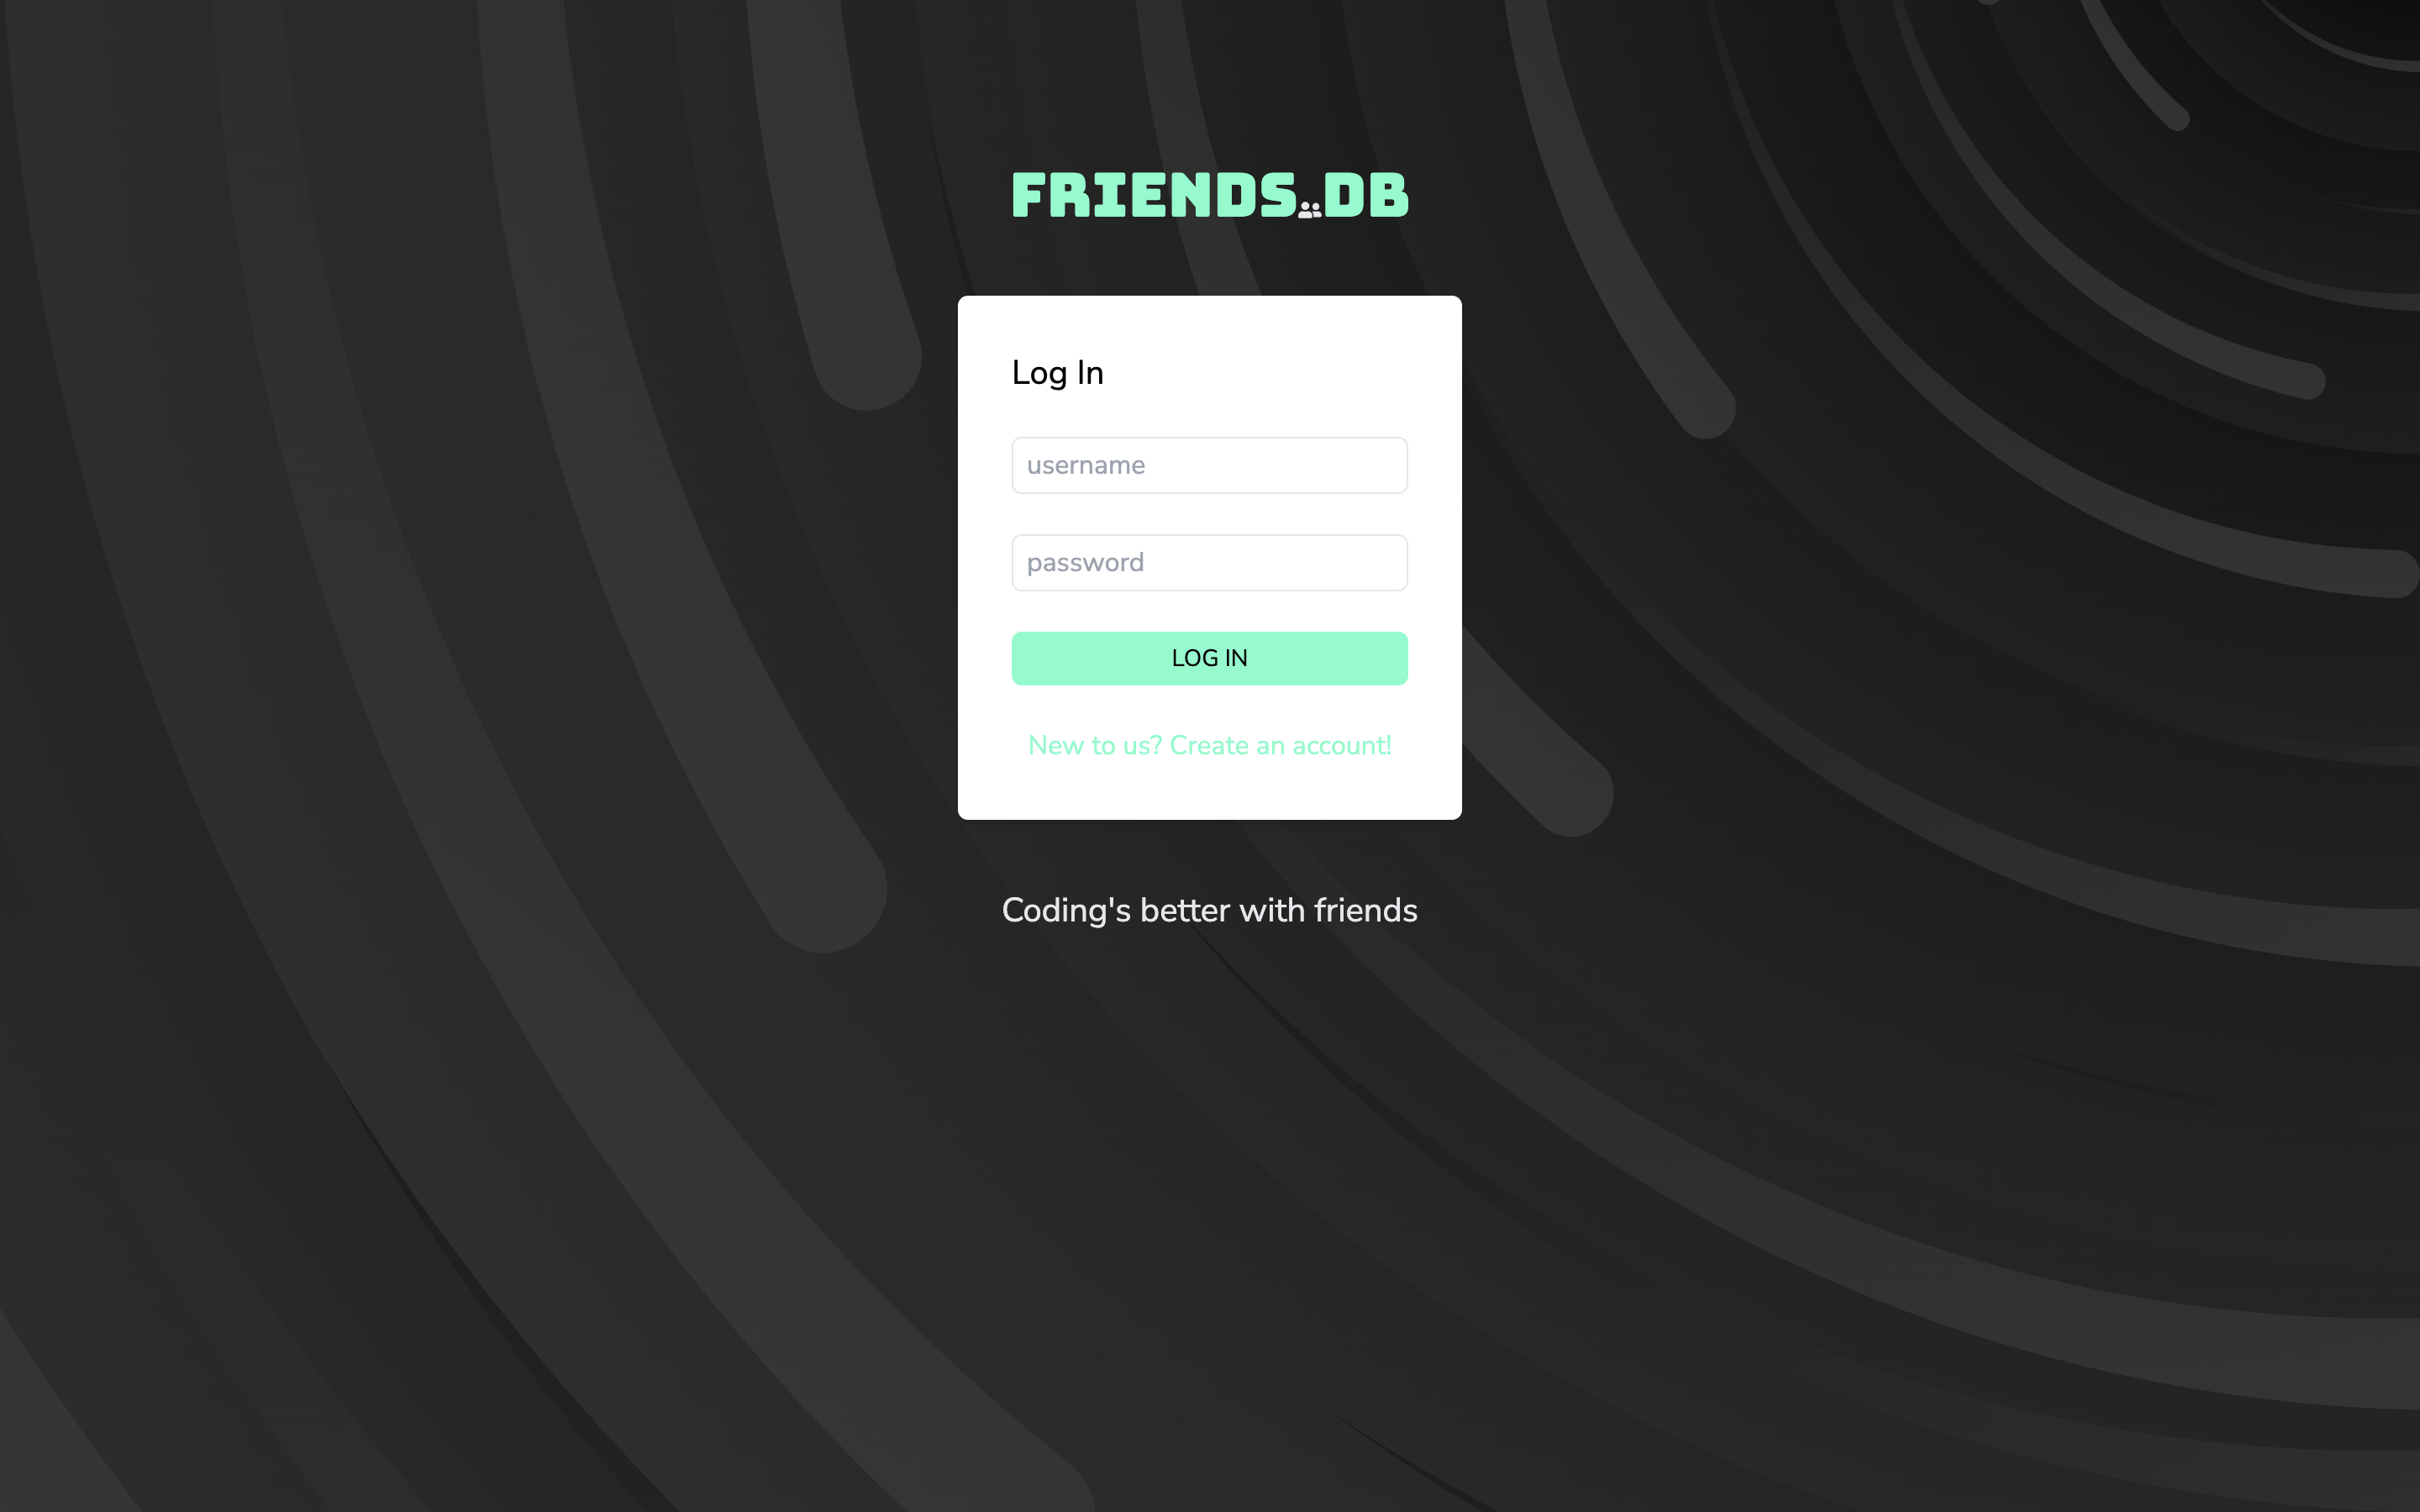 FRIENDS.DB
Log In
username
password
LOG IN
New to us? Create an account!
Coding's better with friends